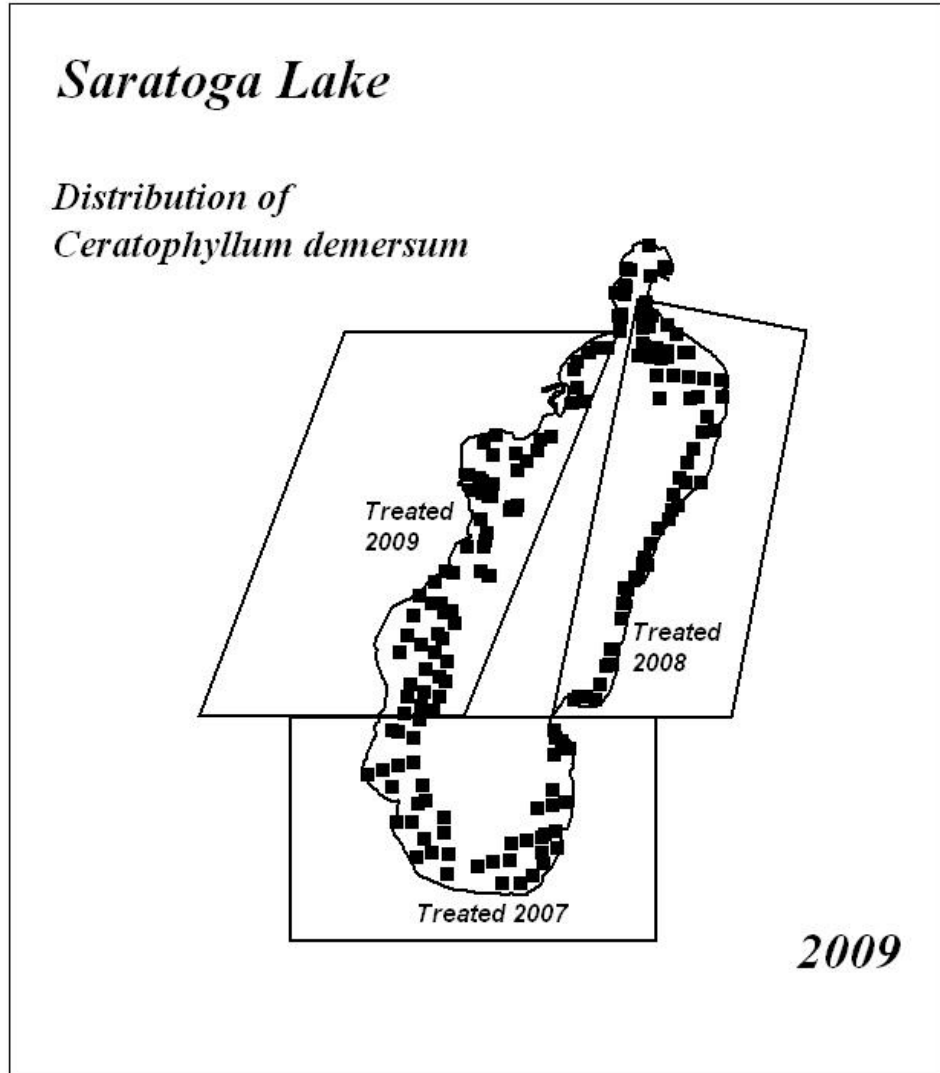 Saratoga Lake
Distribution of
Ceratophyllum demersum
Treated
2009
Treated
2008
Treated 2007
2009